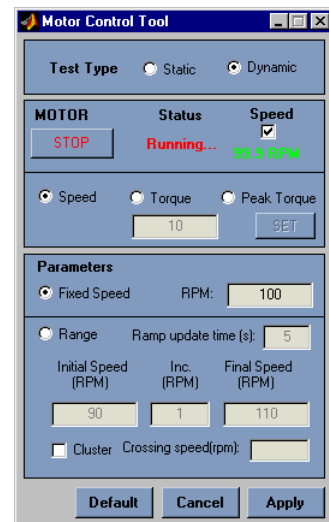 Motor Control Tool
Test Type Static Dynamic
MOTOR Status Speed
STOP Running... 99.9 RPM
Speed Torque Peak Torque
10 SET
Parameters
Fixed Speed RPM: 100
Range Ramp update time (s): 5
Initial Speed (RPM) Inc. (RPM) Final Speed (RPM)
90 1 110
Cluster Crossing speed(rpm):
Default Cancel Apply